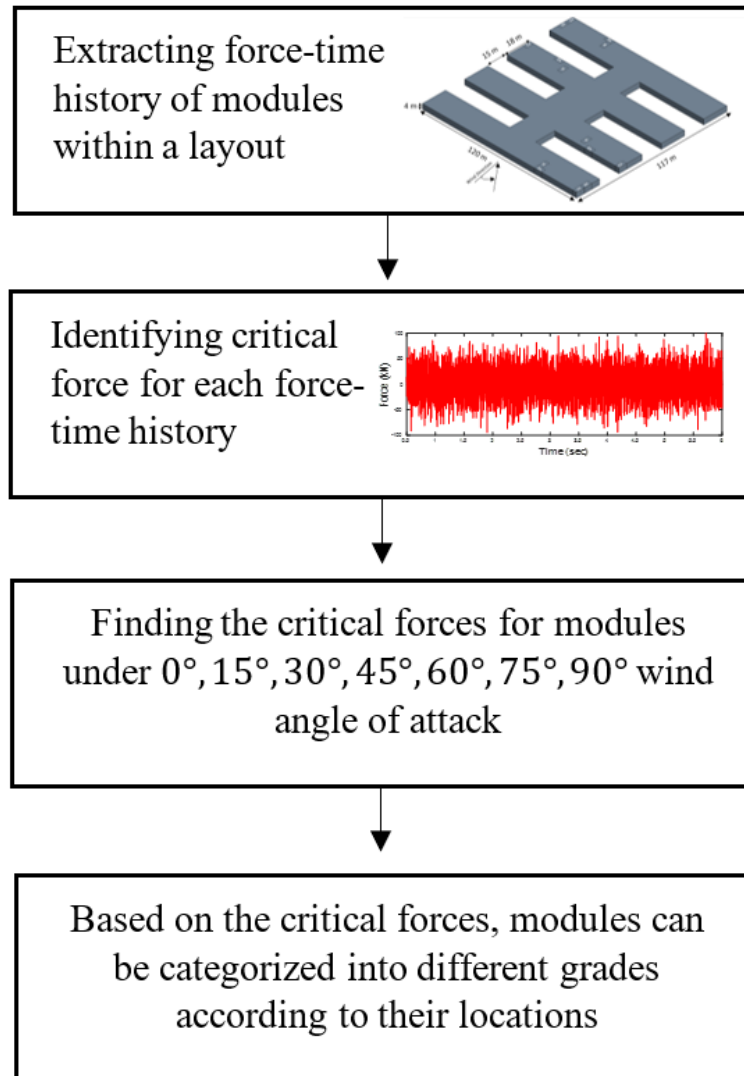 Extracting force-time
history of modules
within a layout
15 m
18 m
4 m
120 m
117 m
Identifying critical
force for each force-
time history
Force (kN)
Time (sec)
Finding the critical forces for modules
under 0°, 15°, 30°, 45°, 60°, 75°, 90° wind
angle of attack
Based on the critical forces, modules can
be categorized into different grades
according to their locations